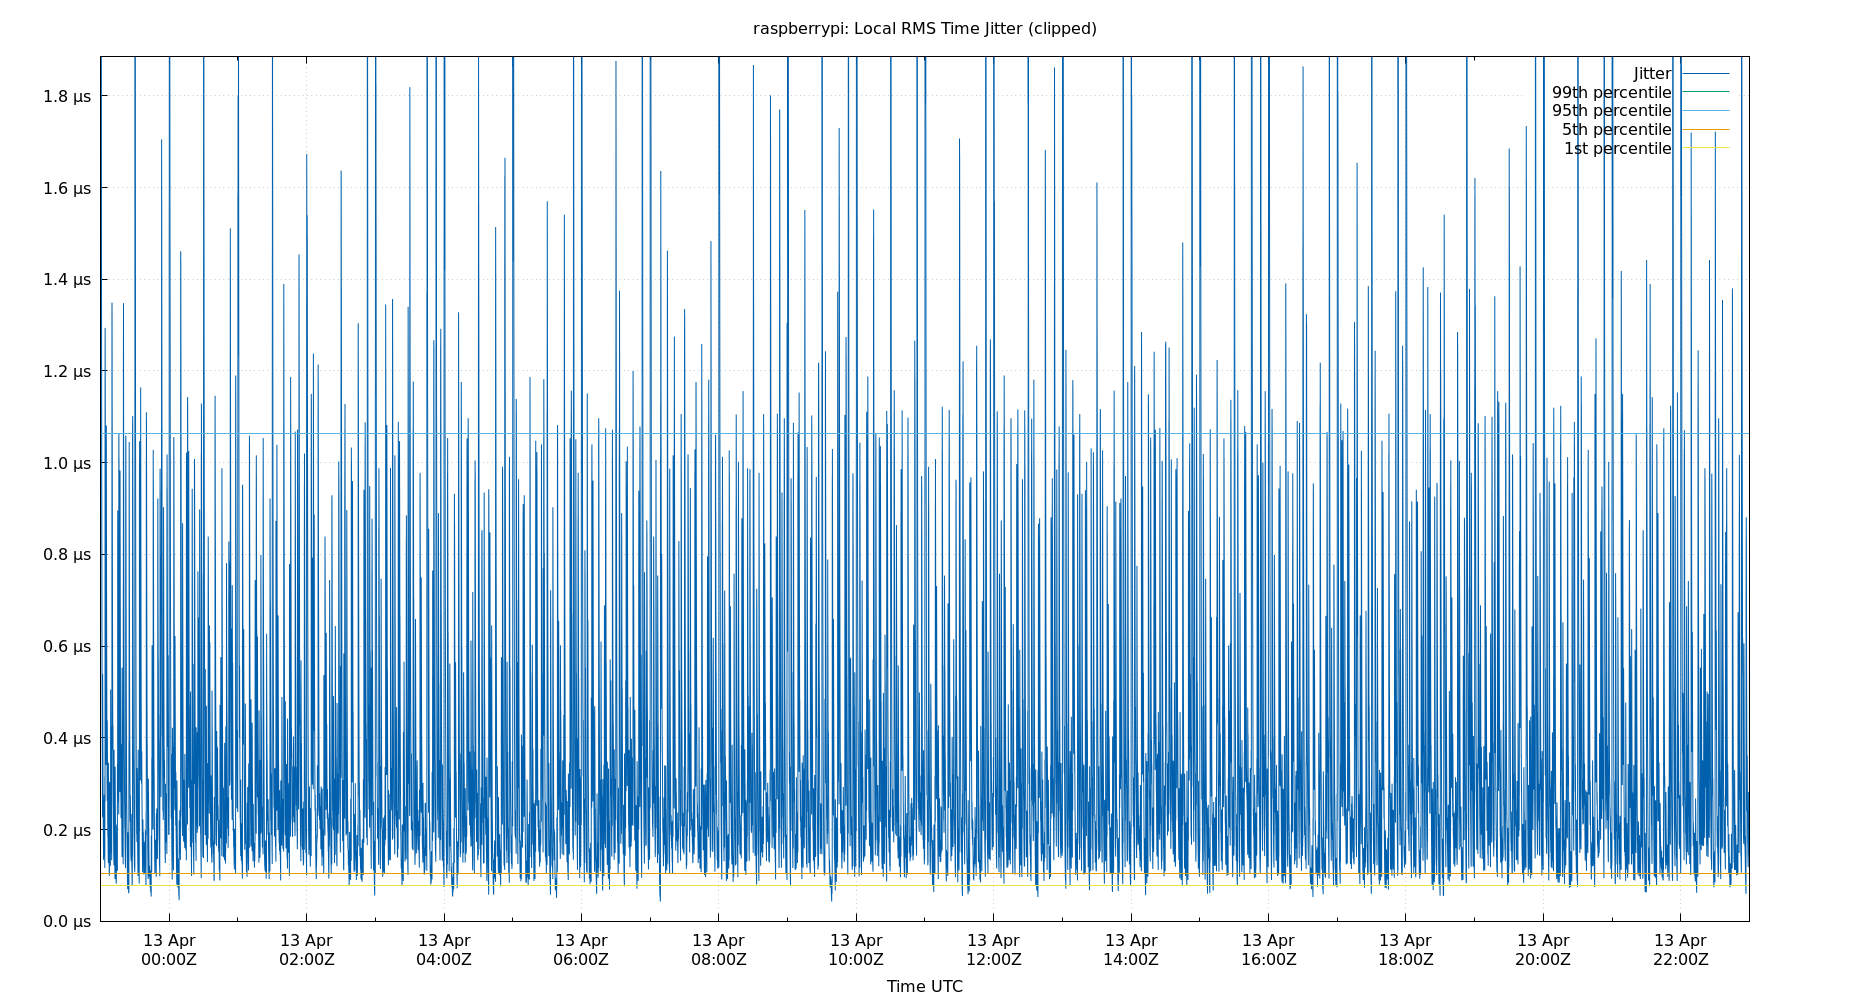 raspberrypi: Local RMS Time Jitter (clipped)
Jitter
99th percentile
95th percentile
5th percentile
1st percentile
1.8 µs
1.6 µs
1.4 µs
1.2 µs
1.0 µs
0.8 µs
0.6 µs
0.4 µs
0.2 µs
0.0 µs
13 Apr 13 Apr 13 Apr 13 Apr 13 Apr 13 Apr 13 Apr 13 Apr 13 Apr 13 Apr 13 Apr 13 Apr
00:00Z 02:00Z 04:00Z 06:00Z 08:00Z 10:00Z 12:00Z 14:00Z 16:00Z 18:00Z 20:00Z 22:00Z
Time UTC